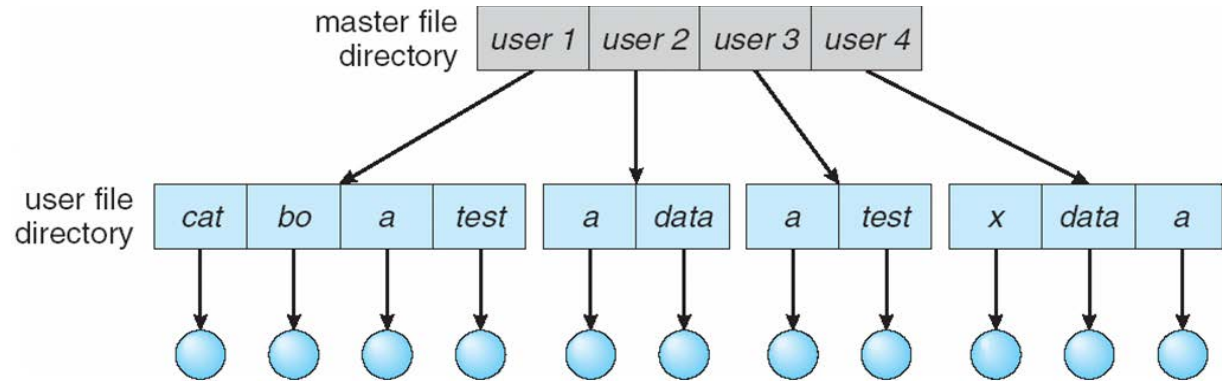 master file
directory
user 1 user 2 user 3 user 4
user file
directory
cat bo a test a data a test x data a